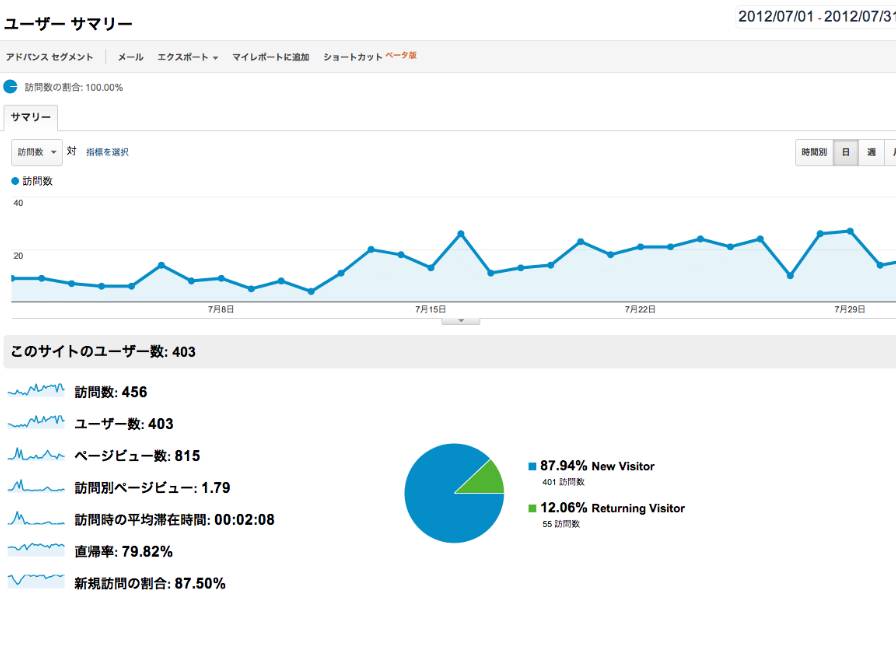 ユーザー サマリー
2012/07/01 - 2012/07/31
アドバンス セグメント メール エクスポート マイレポートに追加 ショートカット ベータ版
訪問数の割合: 100.00%
サマリー
訪問数 対 指標を選択
時間別 日 週
訪問数
40
20
7月8日 7月15日 7月22日 7月29日
このサイトのユーザー数: 403
訪問数: 456
ユーザー数: 403
ページビュー数: 815
訪問別ページビュー: 1.79
訪問時の平均滞在時間: 00:02:08
直帰率: 79.82%
新規訪問の割合: 87.50%
87.94% New Visitor
401 訪問数
12.06% Returning Visitor
55 訪問数